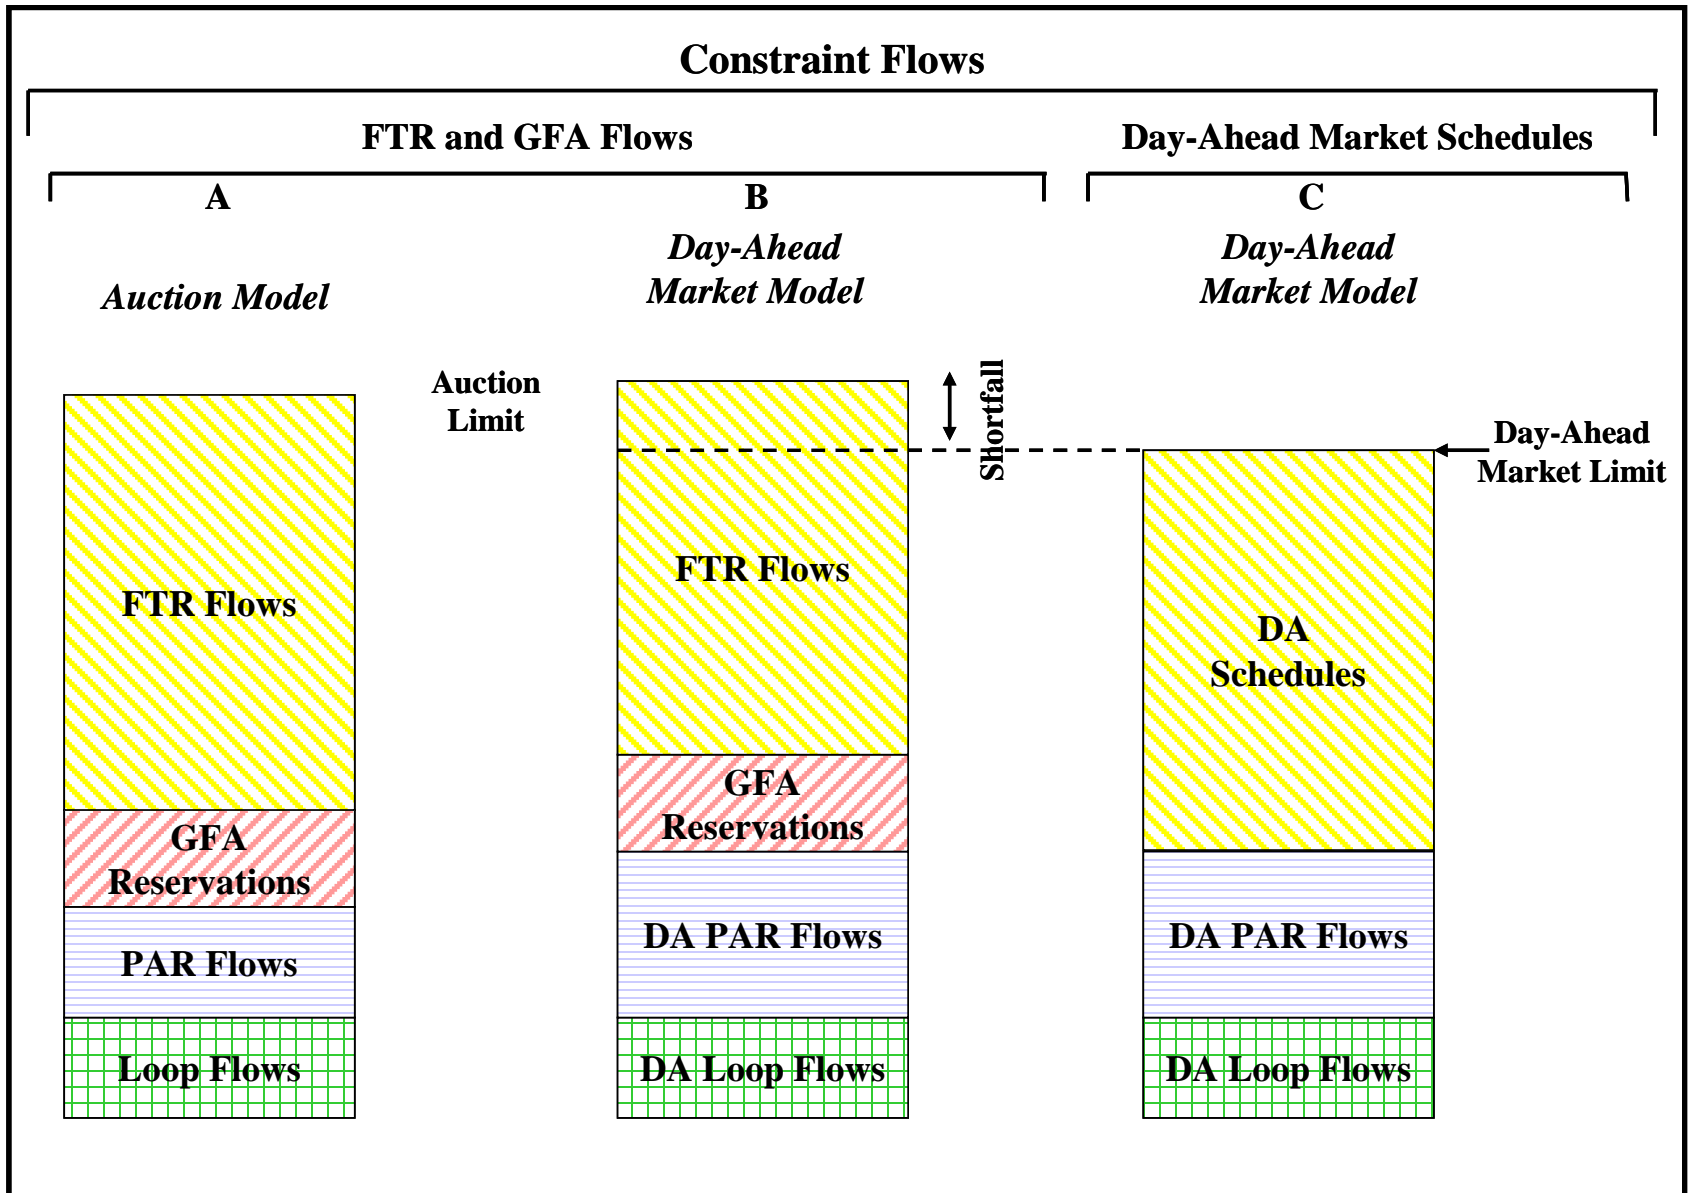 Constraint Flows
FTR and GFA Flows
Day-Ahead Market Schedules
A
B
C
Auction Model
Day-Ahead
Market Model
Day-Ahead
Market Model
Auction
Limit
Shortfall
Day-Ahead
Market Limit
FTR Flows
GFA
Reservations
PAR Flows
Loop Flows
FTR Flows
GFA
Reservations
DA PAR Flows
DA Loop Flows
DA
Schedules
DA PAR Flows
DA Loop Flows